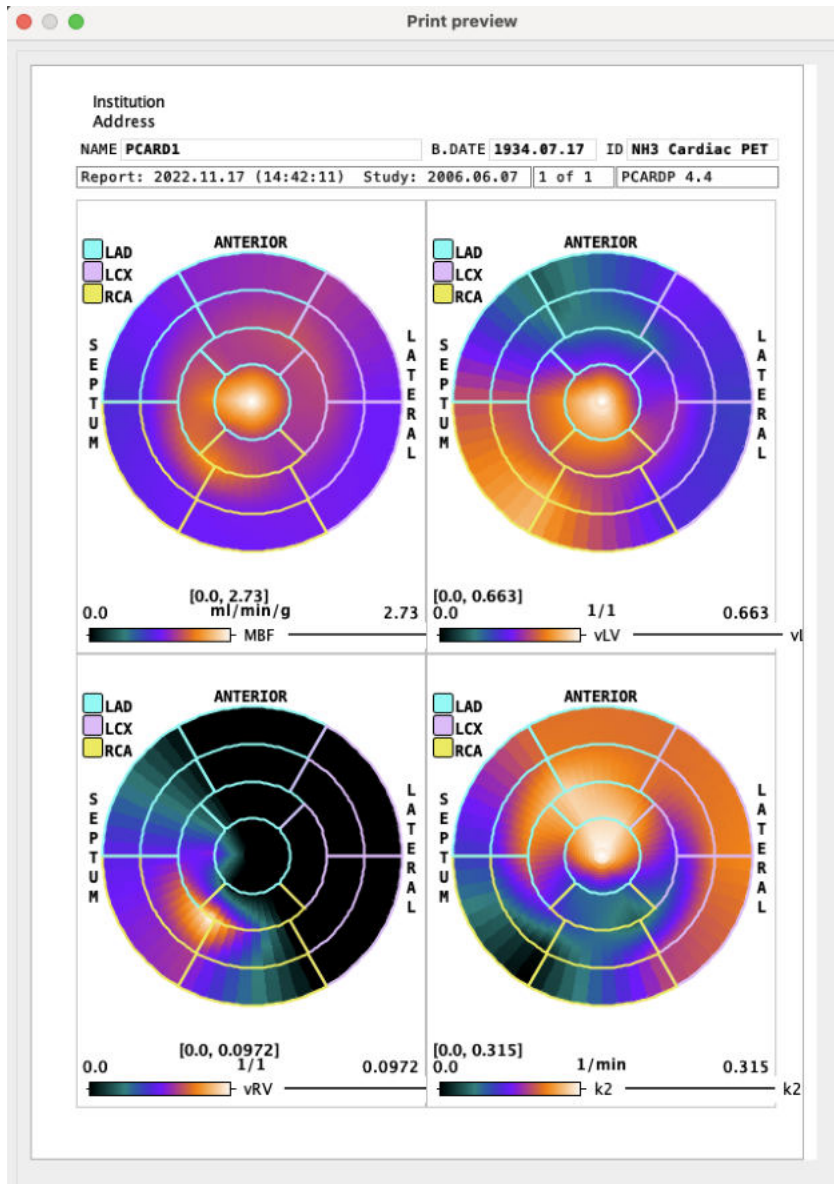 Print preview
Institution
Address
NAME PCARD1 B.DATE 1934.07.17 ID NH3 Cardiac PET
Report: 2022.11.17 (14:42:11) Study: 2006.06.07 1 of 1 PCARDP 4.4
ANTERIOR
LAD
LCX
RCA
SEPTUM
LATERAL
[0.0, 2.73]
0.0 ml/min/g 2.73
MBF
ANTERIOR
LAD
LCX
RCA
SEPTUM
LATERAL
[0.0, 0.663]
0.0 1/1 0.663
vLV vl
ANTERIOR
LAD
LCX
RCA
SEPTUM
LATERAL
[0.0, 0.0972]
0.0 1/1 0.0972
vRV
ANTERIOR
LAD
LCX
RCA
SEPTUM
LATERAL
[0.0, 0.315]
0.0 1/min 0.315
k2 k2